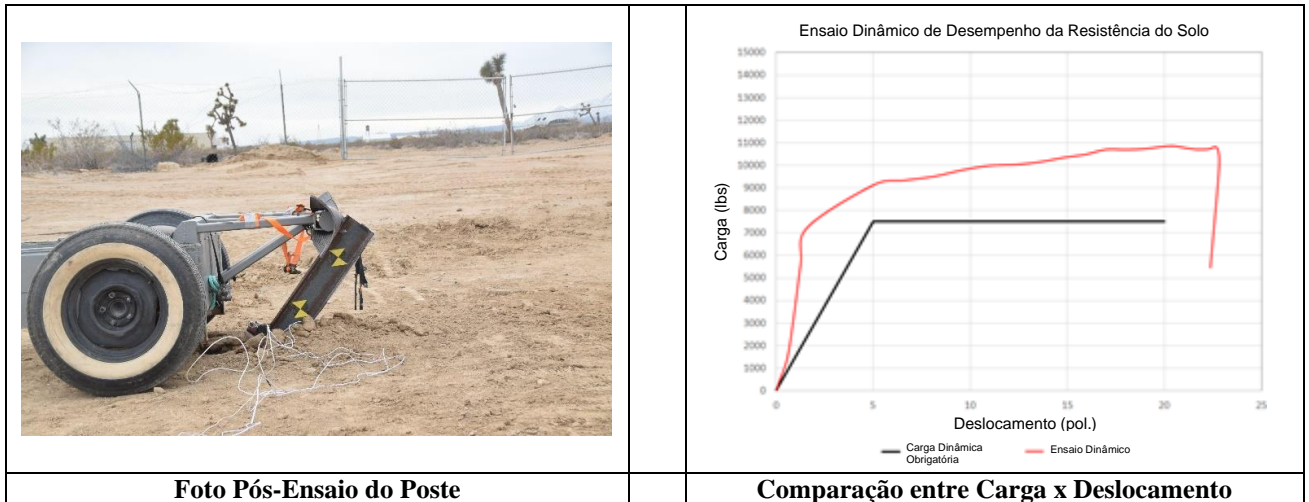 Ensaio Dinâmico de Desempenho da Resistência do Solo
15000
14000
13000
12000
11000
10000
9000
8000
7000
6000
5000
4000
3000
2000
1000
0
Carga (lbs)
0 5 10 15 20 25
Deslocamento (pol.)
Carga Dinâmica
Obrigatória
Ensaio Dinâmico
Foto Pós-Ensaio do Poste
Comparação entre Carga x Deslocamento